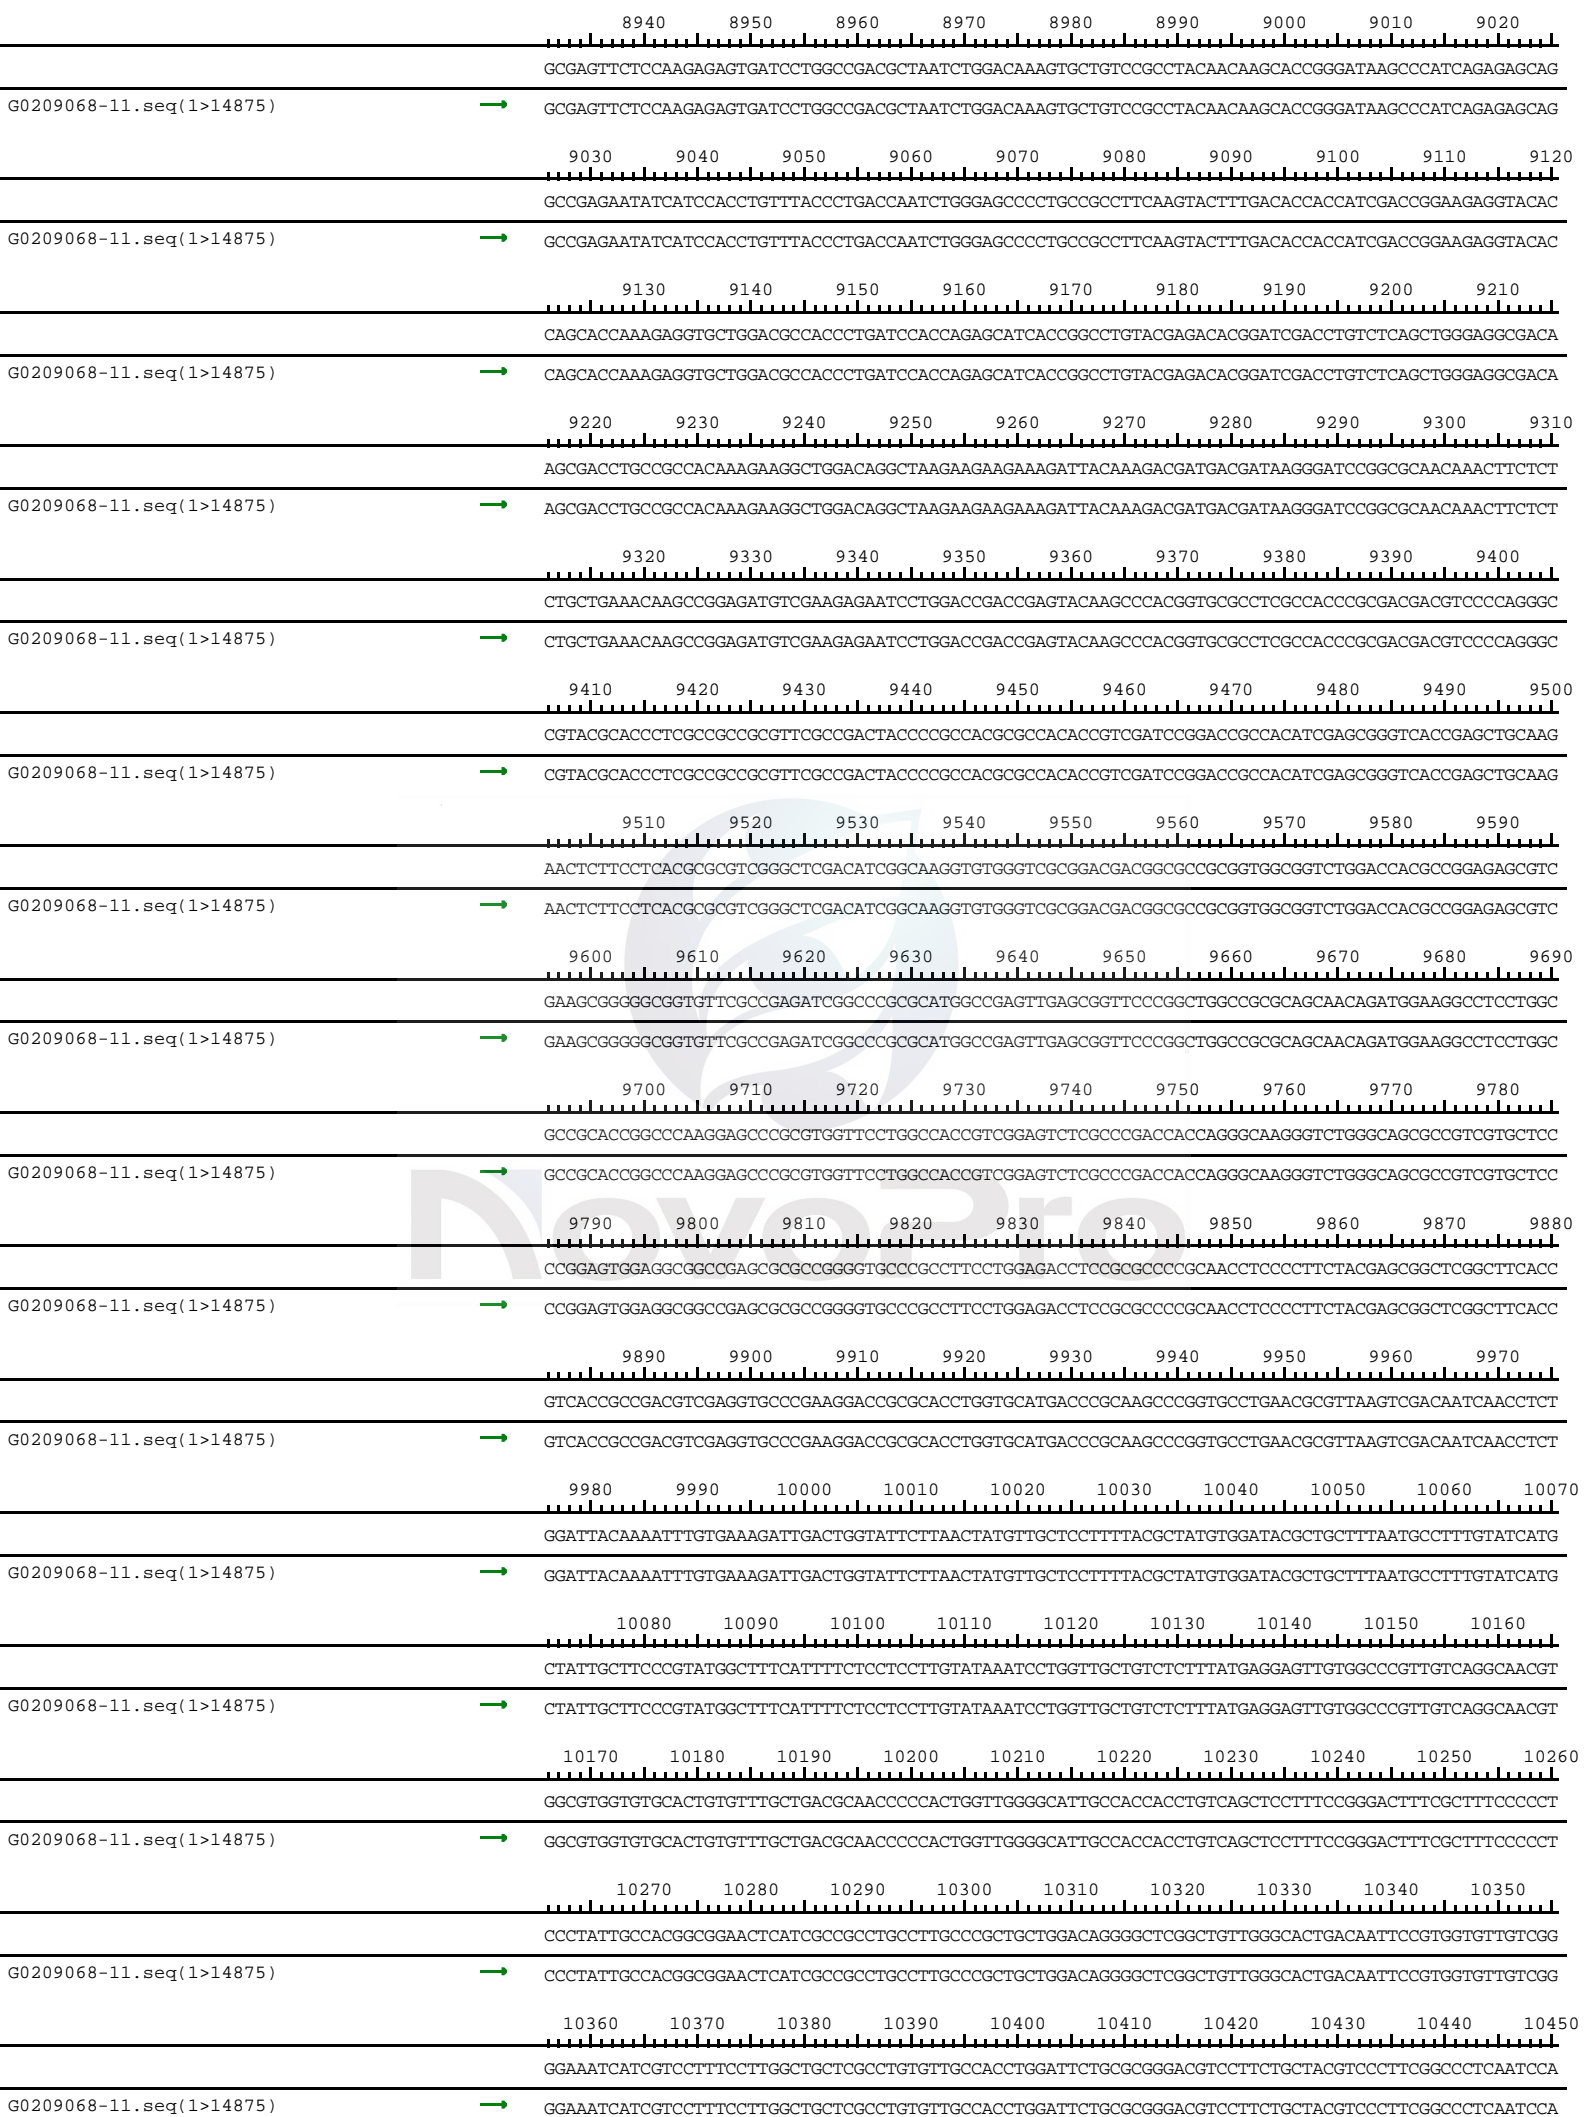 8940 8950 8960 8970 8980 8990 9000 9010 9020
GCGAGTTCTCCAAGAGAGTGATCCTGGCCGACGCTAATCTGGACAAAGTGCTGTCCGCCTACAACAAGCACCGGGATAAGCCCATCAGAGAGCAG
G0209068-11.seq(1>14875) GCGAGTTCTCCAAGAGAGTGATCCTGGCCGACGCTAATCTGGACAAAGTGCTGTCCGCCTACAACAAGCACCGGGATAAGCCCATCAGAGAGCAG
9030 9040 9050 9060 9070 9080 9090 9100 9110 9120
GCCGAGAATATCATCCACCTGTTTACCCTGACCAATCTGGGAGCCCCTGCCGCCTTCAAGTACTTTGACACCACCATCGACCGGAAGAGGTACAC
G0209068-11.seq(1>14875) GCCGAGAATATCATCCACCTGTTTACCCTGACCAATCTGGGAGCCCCTGCCGCCTTCAAGTACTTTGACACCACCATCGACCGGAAGAGGTACAC
9130 9140 9150 9160 9170 9180 9190 9200 9210
CAGCACCAAAGAGGTGCTGGACGCCACCCTGATCCACCAGAGCATCACCGGCCTGTACGAGACACGGATCGACCTGTCTCAGCTGGGAGGCGACA
G0209068-11.seq(1>14875) CAGCACCAAAGAGGTGCTGGACGCCACCCTGATCCACCAGAGCATCACCGGCCTGTACGAGACACGGATCGACCTGTCTCAGCTGGGAGGCGACA
9220 9230 9240 9250 9260 9270 9280 9290 9300 9310
AGCGACCTGCCGCCACAAAGAAGGCTGGACAGGCTAAGAAGAAGAAAGATTACAAAGACGATGACGATAAGGGATCCGGCGCAACAAACTTCTCT
G0209068-11.seq(1>14875) AGCGACCTGCCGCCACAAAGAAGGCTGGACAGGCTAAGAAGAAGAAAGATTACAAAGACGATGACGATAAGGGATCCGGCGCAACAAACTTCTCT
9320 9330 9340 9350 9360 9370 9380 9390 9400
CTGCTGAAACAAGCCGGAGATGTCGAAGAGAATCCTGGACCGACCGAGTACAAGCCCACGGTGCGCCTCGCCACCCGCGACGACGTCCCCAGGGC
G0209068-11.seq(1>14875) CTGCTGAAACAAGCCGGAGATGTCGAAGAGAATCCTGGACCGACCGAGTACAAGCCCACGGTGCGCCTCGCCACCCGCGACGACGTCCCCAGGGC
9410 9420 9430 9440 9450 9460 9470 9480 9490 9500
CGTACGCACCCTCGCCGCCGCGTTCGCCGACTACCCCGCCACGCGCCACACCGTCGATCCGGACCGCCACATCGAGCGGGTCACCGAGCTGCAAG
G0209068-11.seq(1>14875) CGTACGCACCCTCGCCGCCGCGTTCGCCGACTACCCCGCCACGCGCCACACCGTCGATCCGGACCGCCACATCGAGCGGGTCACCGAGCTGCAAG
9510 9520 9530 9540 9550 9560 9570 9580 9590
AACTCTTCCTCACGCGCGTCGGGCTCGACATCGGCAAGGTGTGGGTCGCGGACGACGGCGCCGCGGTGGCGGTCTGGACCACGCCGGAGAGCGTC
G0209068-11.seq(1>14875) AACTCTTCCTCACGCGCGTCGGGCTCGACATCGGCAAGGTGTGGGTCGCGGACGACGGCGCCGCGGTGGCGGTCTGGACCACGCCGGAGAGCGTC
9600 9610 9620 9630 9640 9650 9660 9670 9680 9690
GAAGCGGGGGCGGTGTTCGCCGAGATCGGCCCGCGCATGGCCGAGTTGAGCGGTTCCCGGCTGGCCGCGCAGCAACAGATGGAAGGCCTCCTGGC
G0209068-11.seq(1>14875) GAAGCGGGGGCGGTGTTCGCCGAGATCGGCCCGCGCATGGCCGAGTTGAGCGGTTCCCGGCTGGCCGCGCAGCAACAGATGGAAGGCCTCCTGGC
9700 9710 9720 9730 9740 9750 9760 9770 9780
GCCGCACCGGCCCAAGGAGCCCGCGTGGTTCCTGGCCACCGTCGGAGTCTCGCCCGACCACCAGGGCAAGGGTCTGGGCAGCGCCGTCGTGCTCC
G0209068-11.seq(1>14875) GCCGCACCGGCCCAAGGAGCCCGCGTGGTTCCTGGCCACCGTCGGAGTCTCGCCCGACCACCAGGGCAAGGGTCTGGGCAGCGCCGTCGTGCTCC
NovoPro
9790 9800 9810 9820 9830 9840 9850 9860 9870 9880
CCGGAGTGGAGGCGGCCGAGCGCGCCGGGGTGCCCGCCTTCCTGGAGACCTCCGCGCCCCGCAACCTCCCCTTCTACGAGCGGCTCGGCTTCACC
G0209068-11.seq(1>14875) CCGGAGTGGAGGCGGCCGAGCGCGCCGGGGTGCCCGCCTTCCTGGAGACCTCCGCGCCCCGCAACCTCCCCTTCTACGAGCGGCTCGGCTTCACC
9890 9900 9910 9920 9930 9940 9950 9960 9970
GTCACCGCCGACGTCGAGGTGCCCGAAGGACCGCGCACCTGGTGCATGACCCGCAAGCCCGGTGCCTGAACGCGTTAAGTCGACAATCAACCTCT
G0209068-11.seq(1>14875) GTCACCGCCGACGTCGAGGTGCCCGAAGGACCGCGCACCTGGTGCATGACCCGCAAGCCCGGTGCCTGAACGCGTTAAGTCGACAATCAACCTCT
9980 9990 10000 10010 10020 10030 10040 10050 10060 10070
GGATTACAAAATTTGTGAAAGATTGACTGGTATTCTTAACTATGTTGCTCCTTTTACGCTATGTGGATACGCTGCTTTAATGCCTTTGTATCATG
G0209068-11.seq(1>14875) GGATTACAAAATTTGTGAAAGATTGACTGGTATTCTTAACTATGTTGCTCCTTTTACGCTATGTGGATACGCTGCTTTAATGCCTTTGTATCATG
10080 10090 10100 10110 10120 10130 10140 10150 10160
CTATTGCTTCCCGTATGGCTTTCATTTTCTCCTCCTTGTATAAATCCTGGTTGCTGTCTCTTTATGAGGAGTTGTGGCCCGTTGTCAGGCAACGT
G0209068-11.seq(1>14875) CTATTGCTTCCCGTATGGCTTTCATTTTCTCCTCCTTGTATAAATCCTGGTTGCTGTCTCTTTATGAGGAGTTGTGGCCCGTTGTCAGGCAACGT
10170 10180 10190 10200 10210 10220 10230 10240 10250 10260
GGCGTGGTGTGCACTGTGTTTGCTGACGCAACCCCCACTGGTTGGGGCATTGCCACCACCTGTCAGCTCCTTTCCGGGACTTTCGCTTTCCCCCT
G0209068-11.seq(1>14875) GGCGTGGTGTGCACTGTGTTTGCTGACGCAACCCCCACTGGTTGGGGCATTGCCACCACCTGTCAGCTCCTTTCCGGGACTTTCGCTTTCCCCCT
10270 10280 10290 10300 10310 10320 10330 10340 10350
CCCTATTGCCACGGCGGAACTCATCGCCGCCTGCCTTGCCCGCTGCTGGACAGGGGCTCGGCTGTTGGGCACTGACAATTCCGTGGTGTTGTCGG
G0209068-11.seq(1>14875) CCCTATTGCCACGGCGGAACTCATCGCCGCCTGCCTTGCCCGCTGCTGGACAGGGGCTCGGCTGTTGGGCACTGACAATTCCGTGGTGTTGTCGG
10360 10370 10380 10390 10400 10410 10420 10430 10440 10450
GGAAATCATCGTCCTTTCCTTGGCTGCTCGCCTGTGTTGCCACCTGGATTCTGCGCGGGACGTCCTTCTGCTACGTCCCTTCGGCCCTCAATCCA
G0209068-11.seq(1>14875) GGAAATCATCGTCCTTTCCTTGGCTGCTCGCCTGTGTTGCCACCTGGATTCTGCGCGGGACGTCCTTCTGCTACGTCCCTTCGGCCCTCAATCCA